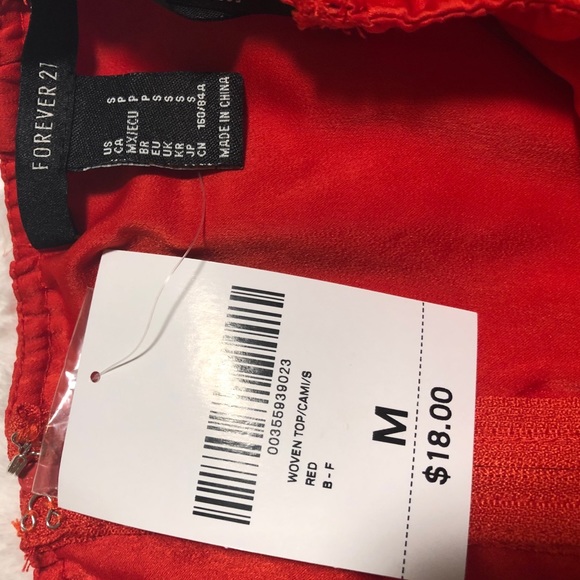 FOREVER 21
US S
CA P
MX/ECU P
BR P
EU S
UK S
KR S
JP S
CN 160/84A
MADE IN CHINA
00355939023
WOVEN TOP/CAMI/S
RED
B - F
M
$18.00